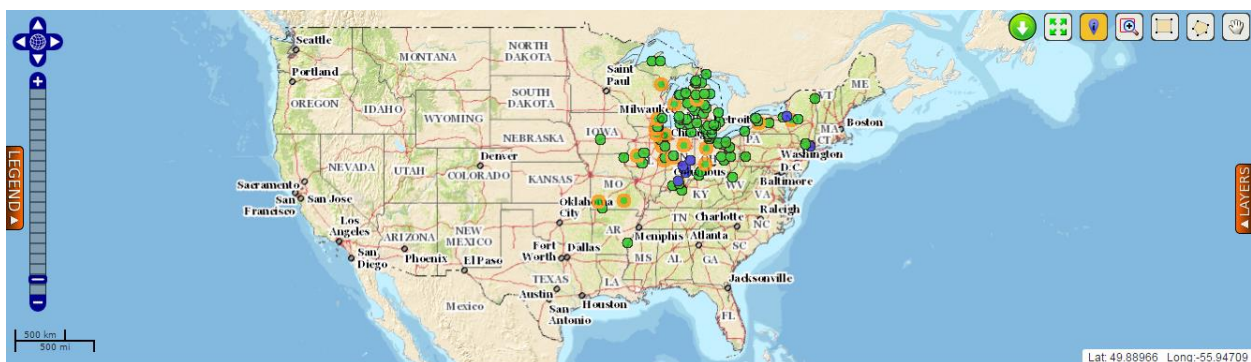 Seattle
Portland
OREGON
IDAHO
MONTANA
NORTH
DAKOTA
SOUTH
DAKOTA
Saint
Paul
WYOMING
NEBRASKA
IOWA
Milwauke
VT
ME
Boston
MA
CT
PA
NEVADA
UTAH
Denver
COLORADO
KANSAS
MO
Columbus
WV
VA
KY
Washington
D.C.
Baltimore
Sacramento
San
Francisco
San Jose
Los
Angeles
San
Diego
ARIZONA
Phoenix
NEW
MEXICO
El Paso
Oklahoma
City
AR
TN
Memphis
Charlotte
Raleigh
NC
SC
Atlanta
MS
AL
GA
Fort
Worth
Dallas
TEXAS
Austin
San
Antonio
Houston
LA
Jacksonville
FL
Mexico
LEGEND
LAYERS
500 km
500 mi
Lat: 49.88966 Long:-55.94709